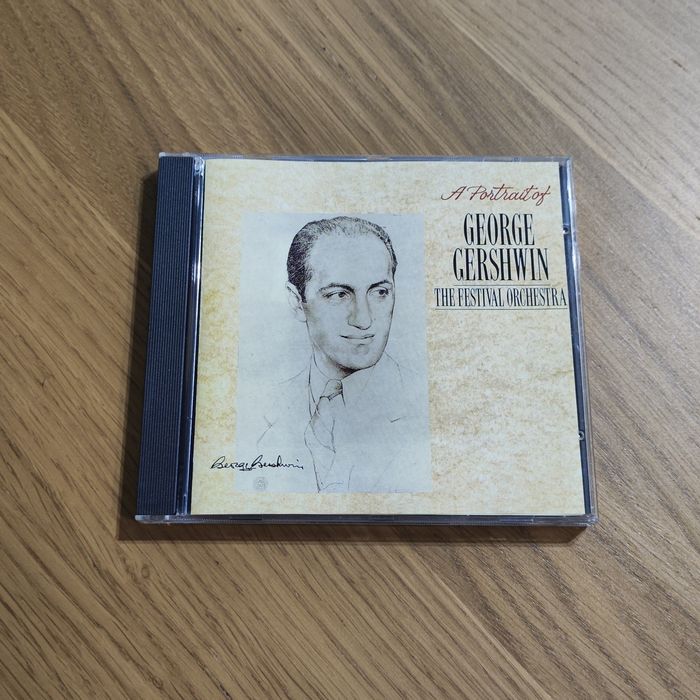 A Portrait of
GEORGE
GERSHWIN
THE FESTIVAL ORCHESTRA
George Gershwin